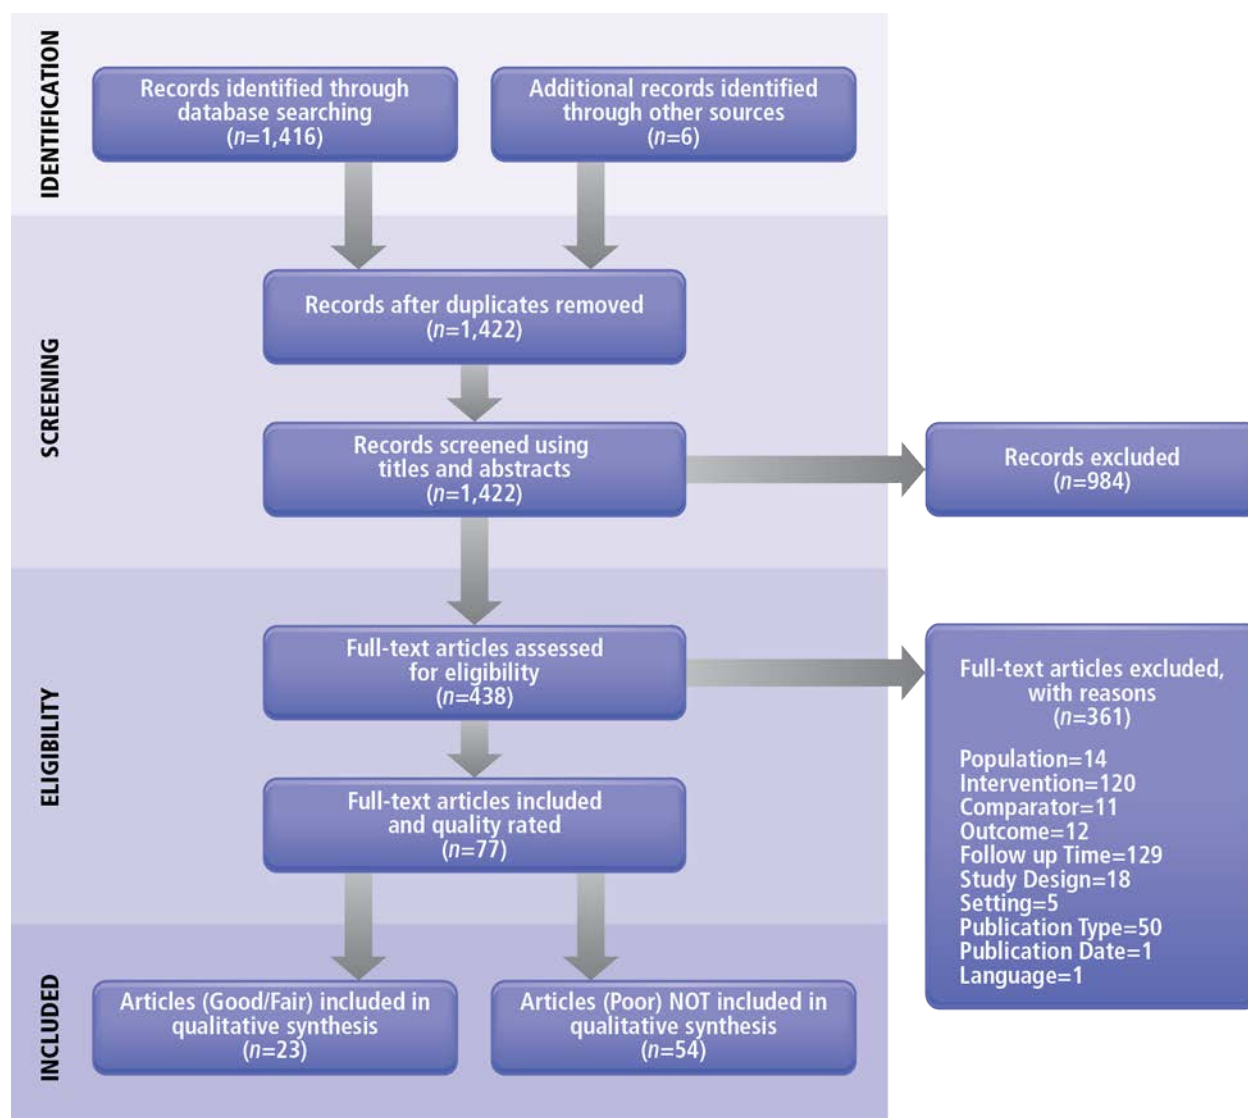 IDENTIFICATION
Records identified through
database searching
(n=1,416)
Additional records identified
through other sources
(n=6)
SCREENING
Records after duplicates removed
(n=1,422)
Records screened using
titles and abstracts
(n=1,422)
Records excluded
(n=984)
ELIGIBILITY
Full-text articles assessed
for eligibility
(n=438)
Full-text articles excluded,
with reasons
(n=361)
Population=14
Intervention=120
Comparator=11
Outcome=12
Follow up Time=129
Study Design=18
Setting=5
Publication Type=50
Publication Date=1
Language=1
Full-text articles included
and quality rated
(n=77)
INCLUDED
Articles (Good/Fair) included in
qualitative synthesis
(n=23)
Articles (Poor) NOT included in
qualitative synthesis
(n=54)